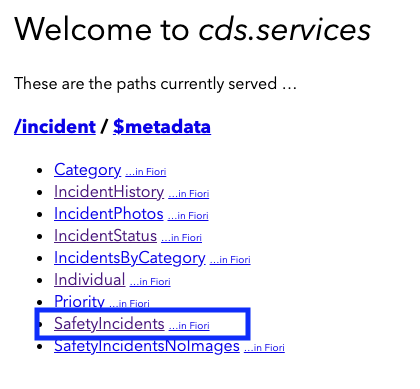 Welcome to cds.services
These are the paths currently served …
/incident / $metadata
Category ...in Fiori
IncidentHistory ...in Fiori
IncidentPhotos ...in Fiori
IncidentStatus ...in Fiori
IncidentsByCategory ...in Fiori
Individual ...in Fiori
Priority ...in Fiori
SafetyIncidents ...in Fiori
SafetyIncidentsNoImages ...in Fiori